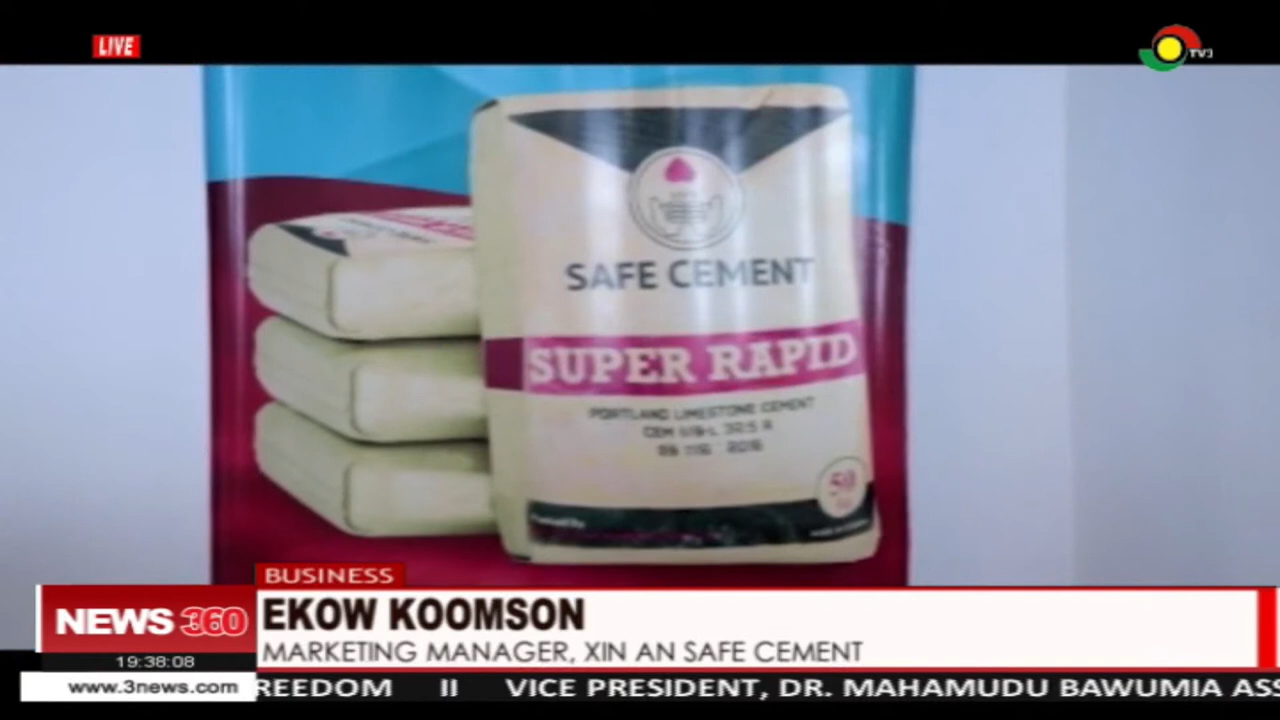 LIVE
TV3
SAFE CEMENT
SUPER RAPID
PORTLAND LIMESTONE CEMENT
50
BUSINESS
NEWS 360
EKOW KOOMSON
MARKETING MANAGER, XIN AN SAFE CEMENT
19:38:08
www.3news.com
REEDOM II VICE PRESIDENT, DR. MAHAMUDU BAWUMIA ASS